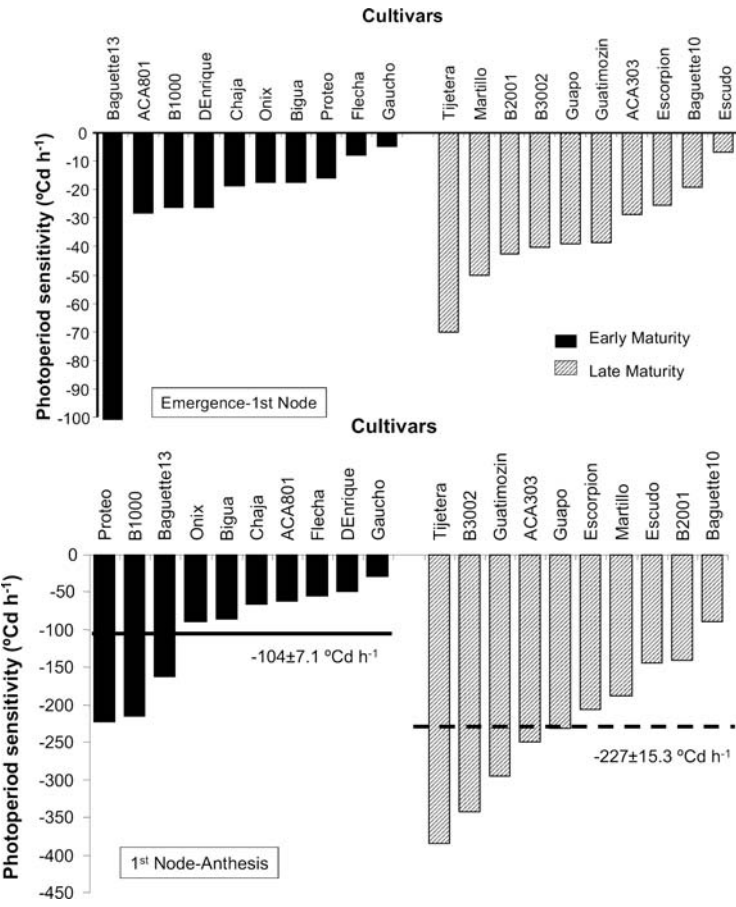 Cultivars
Baguette13
ACA801
B1000
DEnrique
Chaja
Onix
Bigua
Proteo
Flecha
Gaucho
Tijetera
Martillo
B2001
B3002
Guapo
Guatimozin
ACA303
Escorpion
Baguette10
Escudo
Photoperiod sensitivity (ºCd h-1)
0
-10
-20
-30
-40
-50
-60
-70
-80
-90
-100
Early Maturity
Late Maturity
Emergence-1st Node
Cultivars
Proteo
B1000
Baguette13
Onix
Bigua
Chaja
ACA801
Flecha
DEnrique
Gaucho
Tijetera
B3002
Guatimozin
ACA303
Guapo
Escorpion
Martillo
Escudo
B2001
Baguette10
Photoperiod sensitivity (ºCd h-1)
0
-50
-100
-150
-200
-250
-300
-350
-400
-450
-104±7.1 ºCd h-1
-227±15.3 ºCd h-1
1st Node-Anthesis